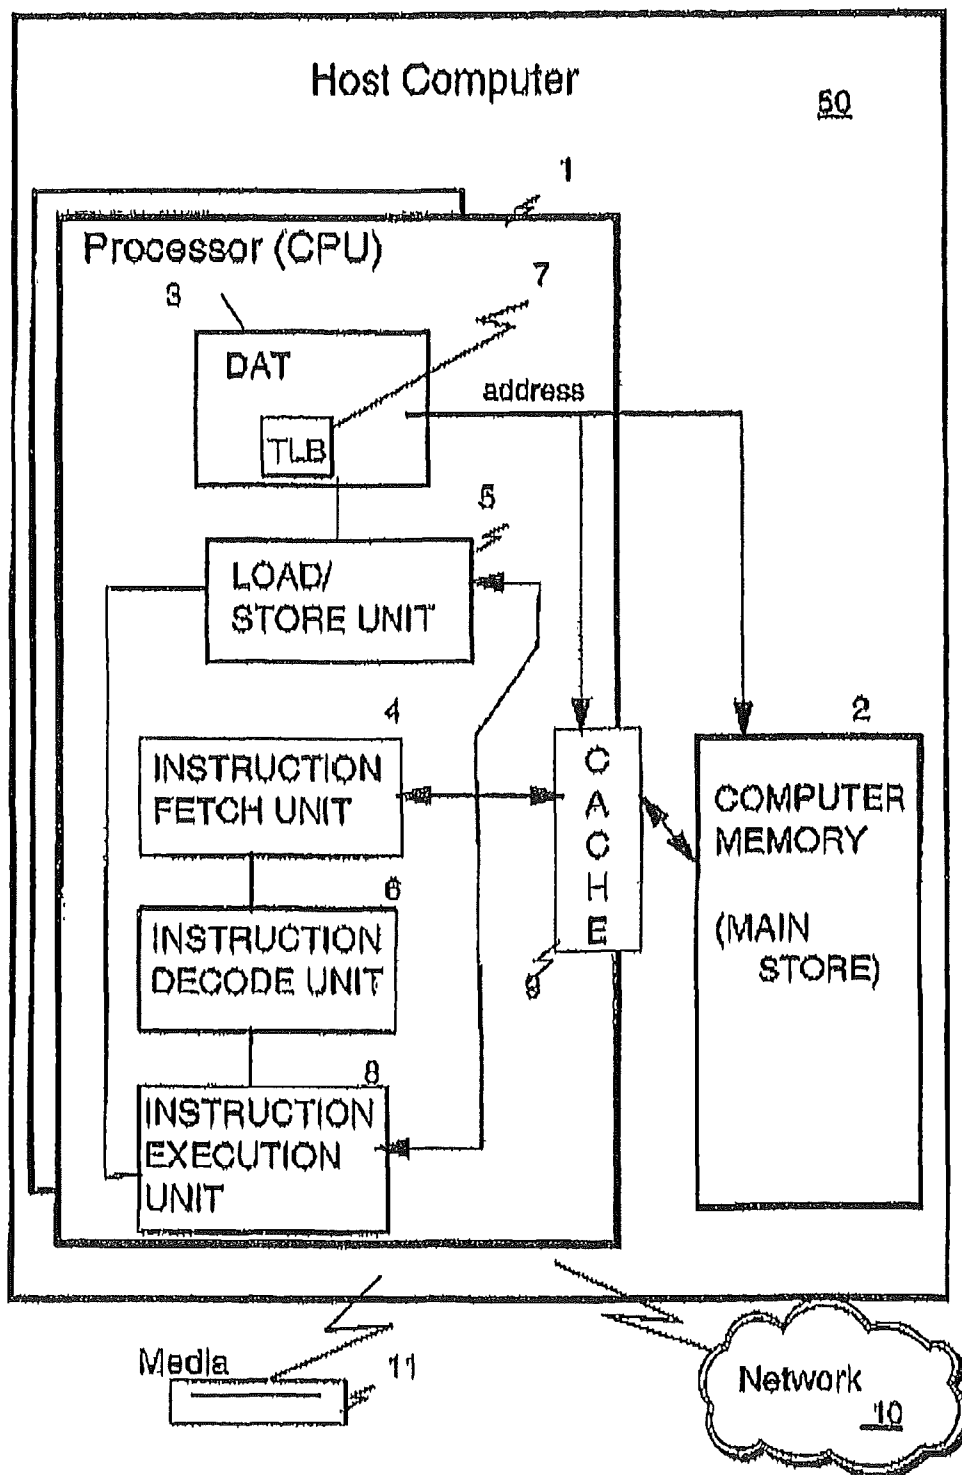 Host Computer
50
1
Processor (CPU)
3
7
DAT
address
TLB
5
LOAD/
STORE UNIT
4
2
INSTRUCTION
FETCH UNIT
CACHE
COMPUTER
MEMORY
(MAIN
STORE)
6
INSTRUCTION
DECODE UNIT
9
8
INSTRUCTION
EXECUTION
UNIT
Media
11
Network
10